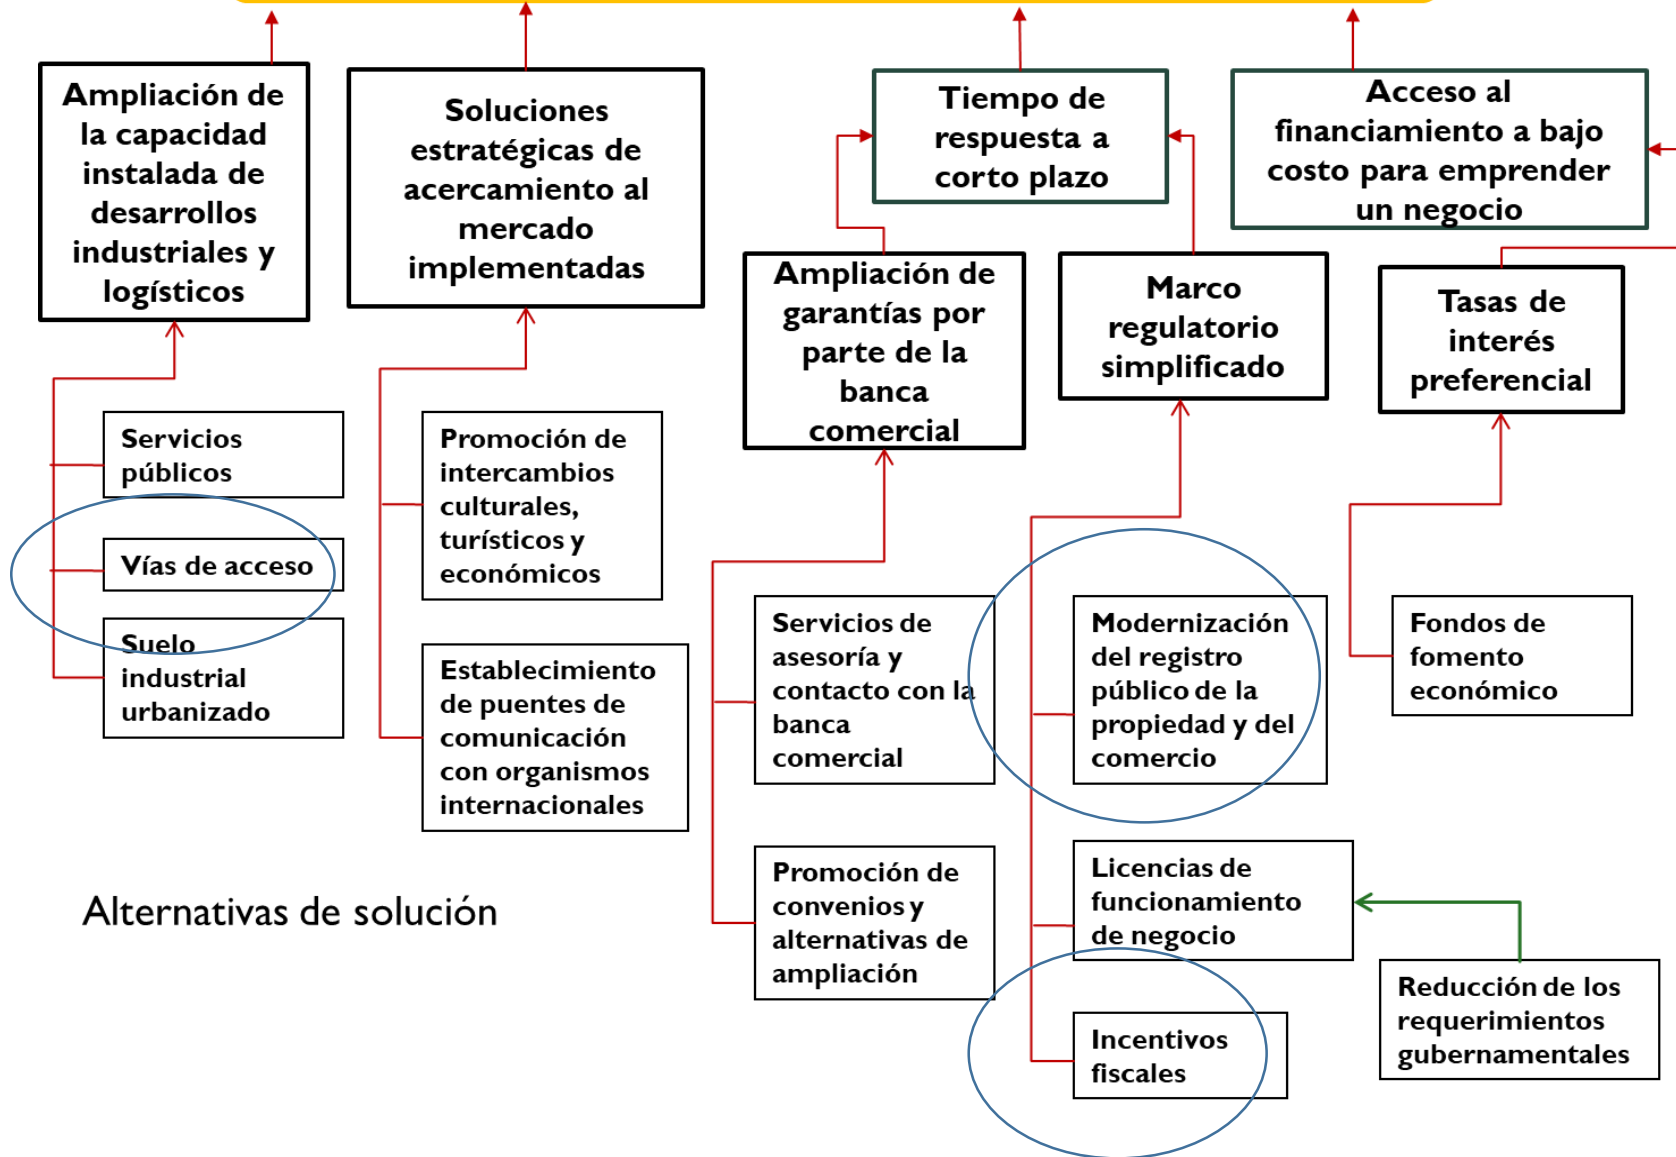 Ampliación de
la capacidad
instalada de
desarrollos
industriales y
logísticos
Soluciones
estratégicas de
acercamiento al
mercado
implementadas
Tiempo de
respuesta a
corto plazo
Acceso al
financiamiento a bajo
costo para emprender
un negocio
Ampliación de
garantías por
parte de la
banca
comercial
Marco
regulatorio
simplificado
Tasas de
interés
preferencial
Servicios
públicos
Vías de acceso
Suelo
industrial
urbanizado
Promoción de
intercambios
culturales,
turísticos y
económicos
Establecimiento
de puentes de
comunicación
con organismos
internacionales
Servicios de
asesoría y
contacto con la
banca
comercial
Promoción de
convenios y
alternativas de
ampliación
Modernización
del registro
público de la
propiedad y del
comercio
Licencias de
funcionamiento
de negocio
Incentivos
fiscales
Fondos de
fomento
económico
Reducción de los
requerimientos
gubernamentales
Alternativas de solución